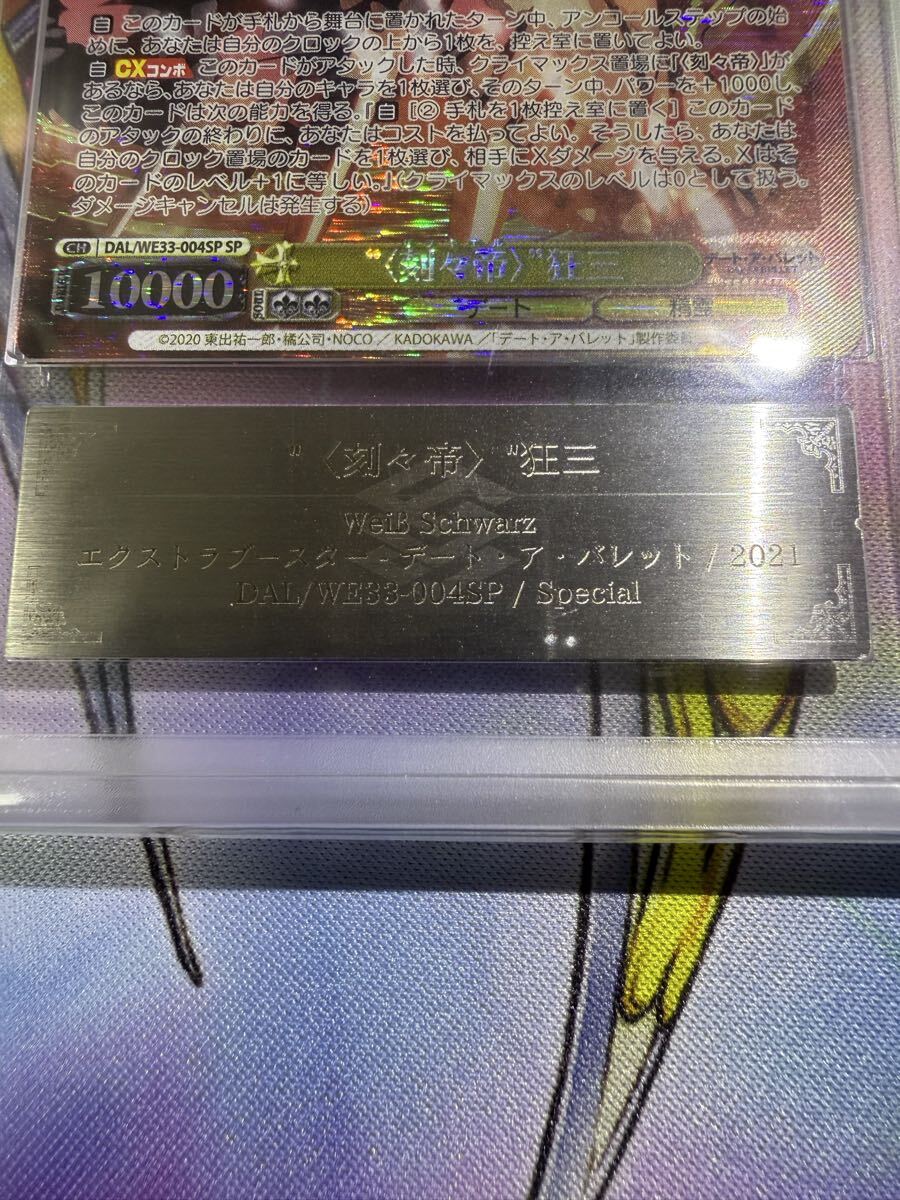 自 このカードが手札から舞台に置かれたターン中、アンコールステップの始
めに、あなたは自分のクロックの上から1枚を、控え室に置いてよい。
自 CXコンボ このカードがアタックした時、クライマックス置場に「〈刻々帝〉」が
あるなら、あなたは自分のキャラを1枚選び、そのターン中、パワーを+1000し、
このカードは次の能力を得る。『自 [② 手札を1枚控え室に置く] このカード
のアタックの終わりに、あなたはコストを払ってよい。そうしたら、あなたは
自分のクロック置場のカードを1枚選び、相手にXダメージを与える。Xはそ
のカードのレベル+1に等しい。』(クライマックスのレベルは0として扱う。
ダメージキャンセルは発生する)
CH DAL/WE33-004SP SP
"〈刻々帝〉"狂三
デート・ア・バレット
10000
SOUL
デート
精霊
©2020 東出祐一郎・橘公司・NOCO / KADOKAWA /「デート・ア・バレット」製作委
"〈刻々帝〉"狂三
Weiß Schwarz
エクストラブースター - デート・ア・バレット / 2021
DAL/WE33-004SP / Special